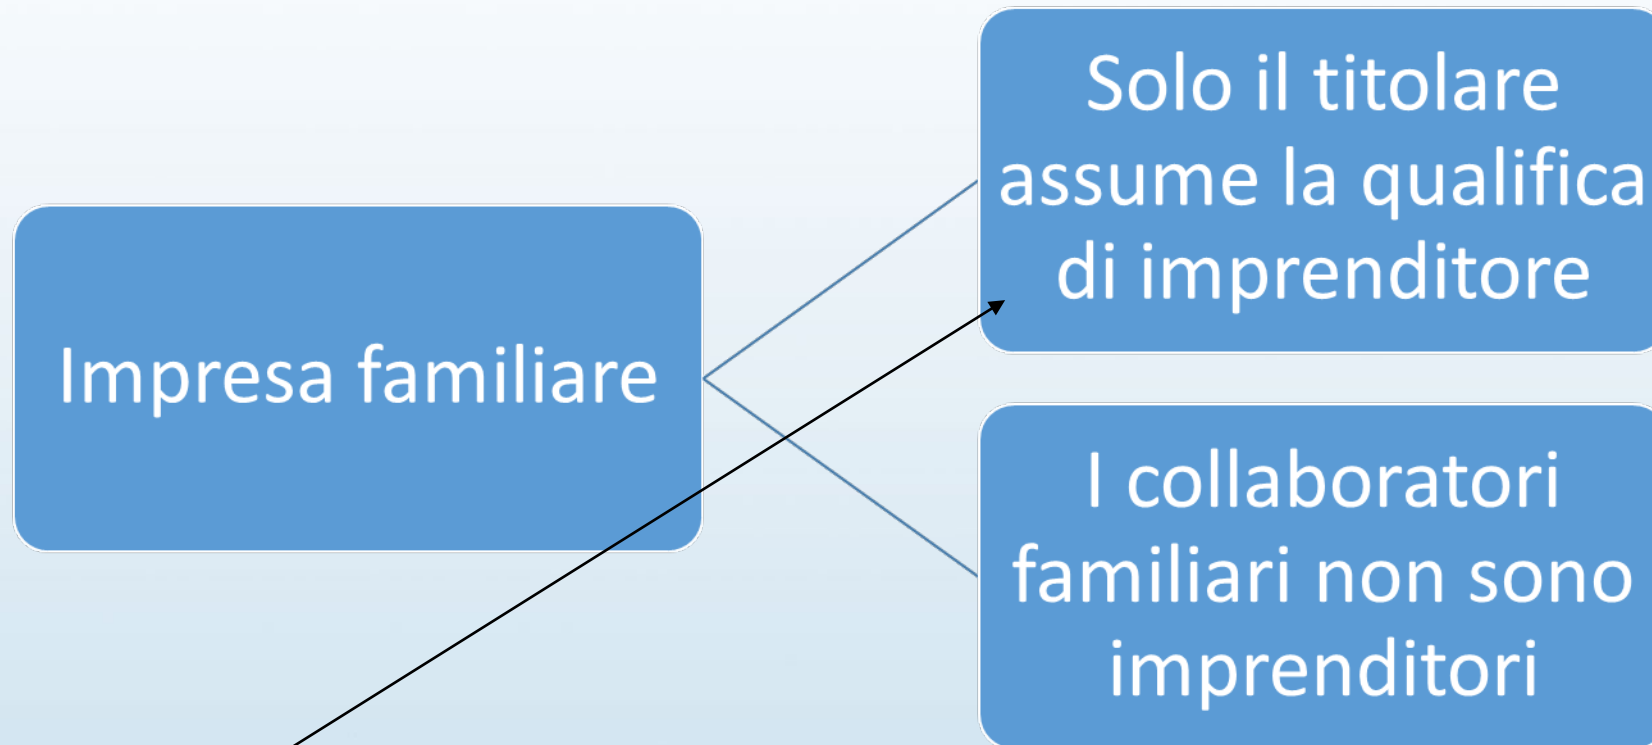 Impresa familiare
Solo il titolare
assume la qualifica
di imprenditore
I collaboratori
familiari non sono
imprenditori